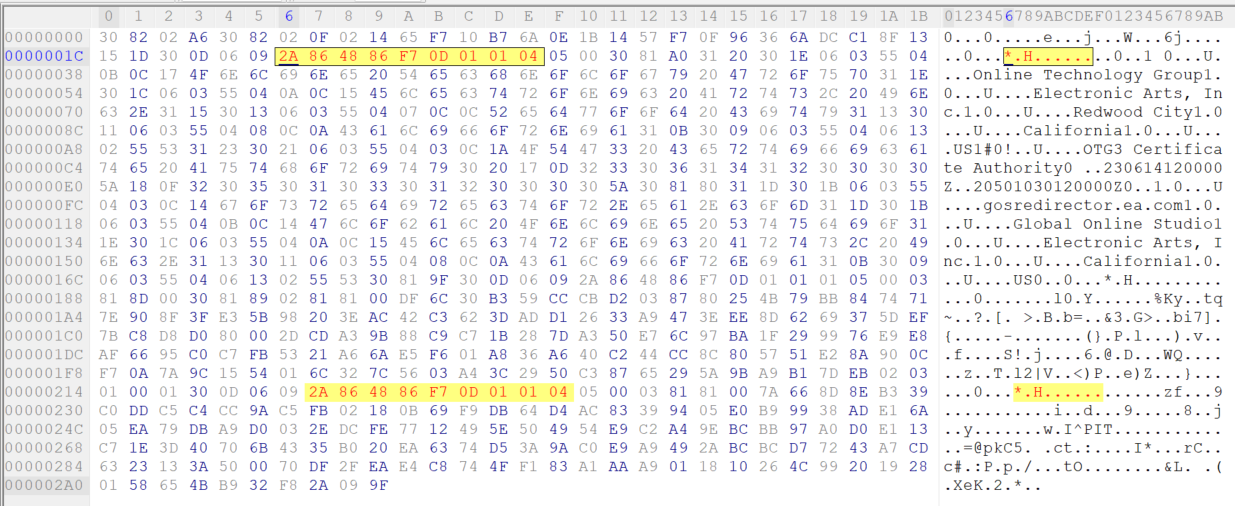 0 1 2 3 4 5 6 7 8 9 A B C D E F 10 11 12 13 14 15 16 17 18 19 1A 1B 0123456789ABCDEF0123456789AB
00000000 30 82 02 A6 30 82 02 0F 02 14 65 F7 10 B7 6A 0E 1B 14 57 F7 0F 96 36 6A DC C1 8F 13 0...0.....e...j...W...6j....
0000001C 15 1D 30 0D 06 09 2A 86 48 86 F7 0D 01 01 04 05 00 30 81 A0 31 20 30 1E 06 03 55 04 ..0...*.H........0..1 0...U.
00000038 0B 0C 17 4F 6E 6C 69 6E 65 20 54 65 63 68 6E 6F 6C 6F 67 79 20 47 72 6F 75 70 31 1E ...Online Technology Group1.
00000054 30 1C 06 03 55 04 0A 0C 15 45 6C 65 63 74 72 6F 6E 69 63 20 41 72 74 73 2C 20 49 6E 0...U....Electronic Arts, In
00000070 63 2E 31 15 30 13 06 03 55 04 07 0C 0C 52 65 64 77 6F 6F 64 20 43 69 74 79 31 13 30 c.1.0...U....Redwood City1.0
0000008C 11 06 03 55 04 08 0C 0A 43 61 6C 69 66 6F 72 6E 69 61 31 0B 30 09 06 03 55 04 06 13 ...U....California1.0...U...
000000A8 02 55 53 31 23 30 21 06 03 55 04 03 0C 1A 4F 54 47 33 20 43 65 72 74 69 66 69 63 61 .US1#0!..U....OTG3 Certifica
000000C4 74 65 20 41 75 74 68 6F 72 69 74 79 30 20 17 0D 32 33 30 36 31 34 31 32 30 30 30 30 te Authority0 ..230614120000
000000E0 5A 18 0F 32 30 35 30 31 30 33 30 31 32 30 30 30 30 5A 30 81 80 31 1D 30 1B 06 03 55 Z..20501030120000Z0..1.0...U
000000FC 04 03 0C 14 67 6F 73 72 65 64 69 72 65 63 74 6F 72 2E 65 61 2E 63 6F 6D 31 1D 30 1B ....gosredirector.ea.com1.0.
00000118 06 03 55 04 0B 0C 14 47 6C 6F 62 61 6C 20 4F 6E 6C 69 6E 65 20 53 74 75 64 69 6F 31 ..U....Global Online Studio1
00000134 1E 30 1C 06 03 55 04 0A 0C 15 45 6C 65 63 74 72 6F 6E 69 63 20 41 72 74 73 2C 20 49 .0...U....Electronic Arts, I
00000150 6E 63 2E 31 13 30 11 06 03 55 04 08 0C 0A 43 61 6C 69 66 6F 72 6E 69 61 31 0B 30 09 nc.1.0...U....California1.0.
0000016C 06 03 55 04 06 13 02 55 53 30 81 9F 30 0D 06 09 2A 86 48 86 F7 0D 01 01 01 05 00 03 ..U....US0..0...*.H.........
00000188 81 8D 00 30 81 89 02 81 81 00 DF 6C 30 B3 59 CC CB D2 03 87 80 25 4B 79 BB 84 74 71 ...0.......l0.Y......%Ky..tq
000001A4 7E 90 8F 3F E3 5B 98 20 3E AC 42 C3 62 3D AD D1 26 33 A9 47 3E EE 8D 62 69 37 5D EF ~..?.[. >.B.b=..&3.G>..bi7].
000001C0 7B C8 D8 D0 80 00 2D CD A3 9B 88 C9 C7 1B 28 7D A3 50 E7 6C 97 BA 1F 29 99 76 E9 E8 {.....-.......(}.P.l...).v..
000001DC AF 66 95 C0 C7 FB 53 21 A6 6A E5 F6 01 A8 36 A6 40 C2 44 CC 8C 80 57 51 E2 8A 90 0C .f....S!.j....6.@.D...WQ....
000001F8 F7 0A 7A 9C 15 54 01 6C 32 7C 56 03 A4 3C 29 50 C3 87 65 29 5A 9B A9 B1 7D EB 02 03 ..z..T.l2|V..<)P..e)Z...}...
00000214 01 00 01 30 0D 06 09 2A 86 48 86 F7 0D 01 01 04 05 00 03 81 81 00 7A 66 8D 8E B3 39 ...0...*.H............zf...9
00000230 C0 DD C5 C4 CC 9A C5 FB 02 18 0B 69 F9 DB 64 D4 AC 83 39 94 05 E0 B9 99 38 AD E1 6A ...........i..d...9.....8..j
0000024C 05 EA 79 DB A9 D0 03 2E DC FE 77 12 49 5E 50 49 54 E9 C2 A4 9E BC BB 97 A0 D0 E1 13 ..y.......w.I^PIT...........
00000268 C7 1E 3D 40 70 6B 43 35 B0 20 EA 63 74 D5 3A 9A C0 E9 A9 49 2A BC BC D7 72 43 A7 CD ..=@pkC5. .ct.:....I*...rC..
00000284 63 23 13 3A 50 00 70 DF 2F EA E4 C8 74 4F F1 83 A1 AA A9 01 18 10 26 4C 99 20 19 28 c#.:P.p./...tO........&L. .(
000002A0 01 58 65 4B B9 32 F8 2A 09 9F .XeK.2.*..